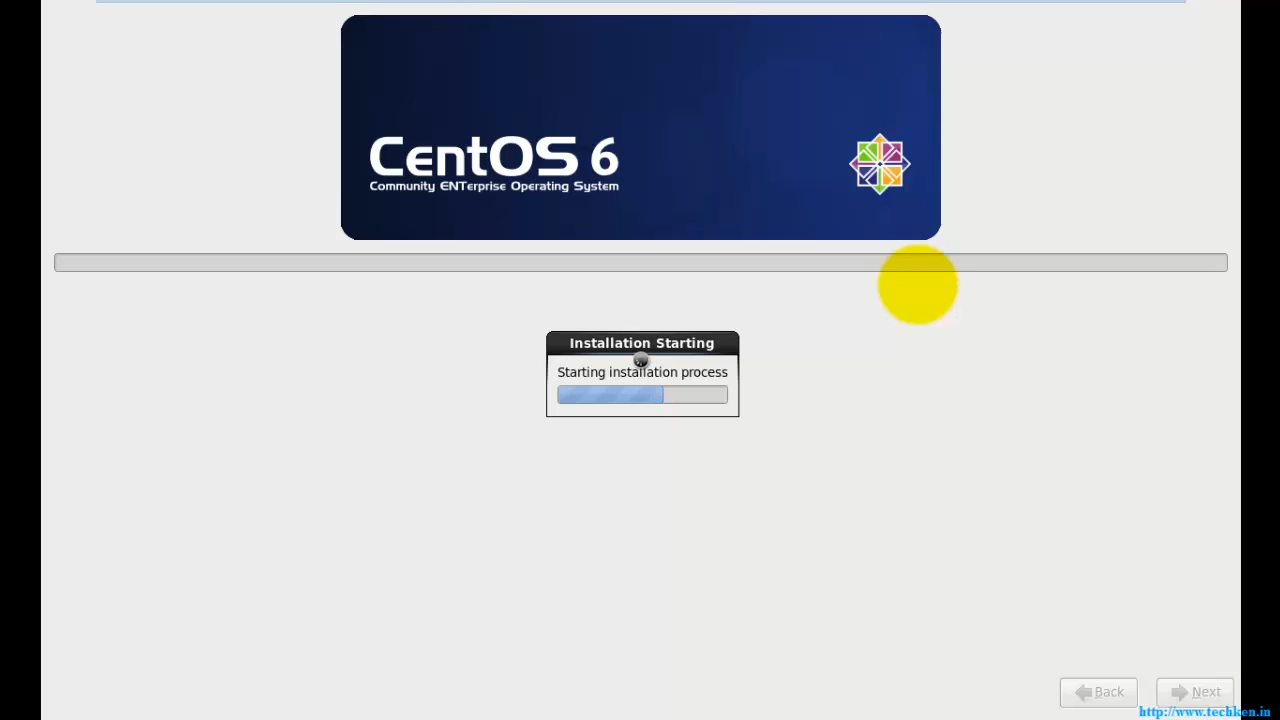 CentOS 6
Community ENTerprise Operating System
Installation Starting
Starting installation process
Back
Next
http://www.techken.in